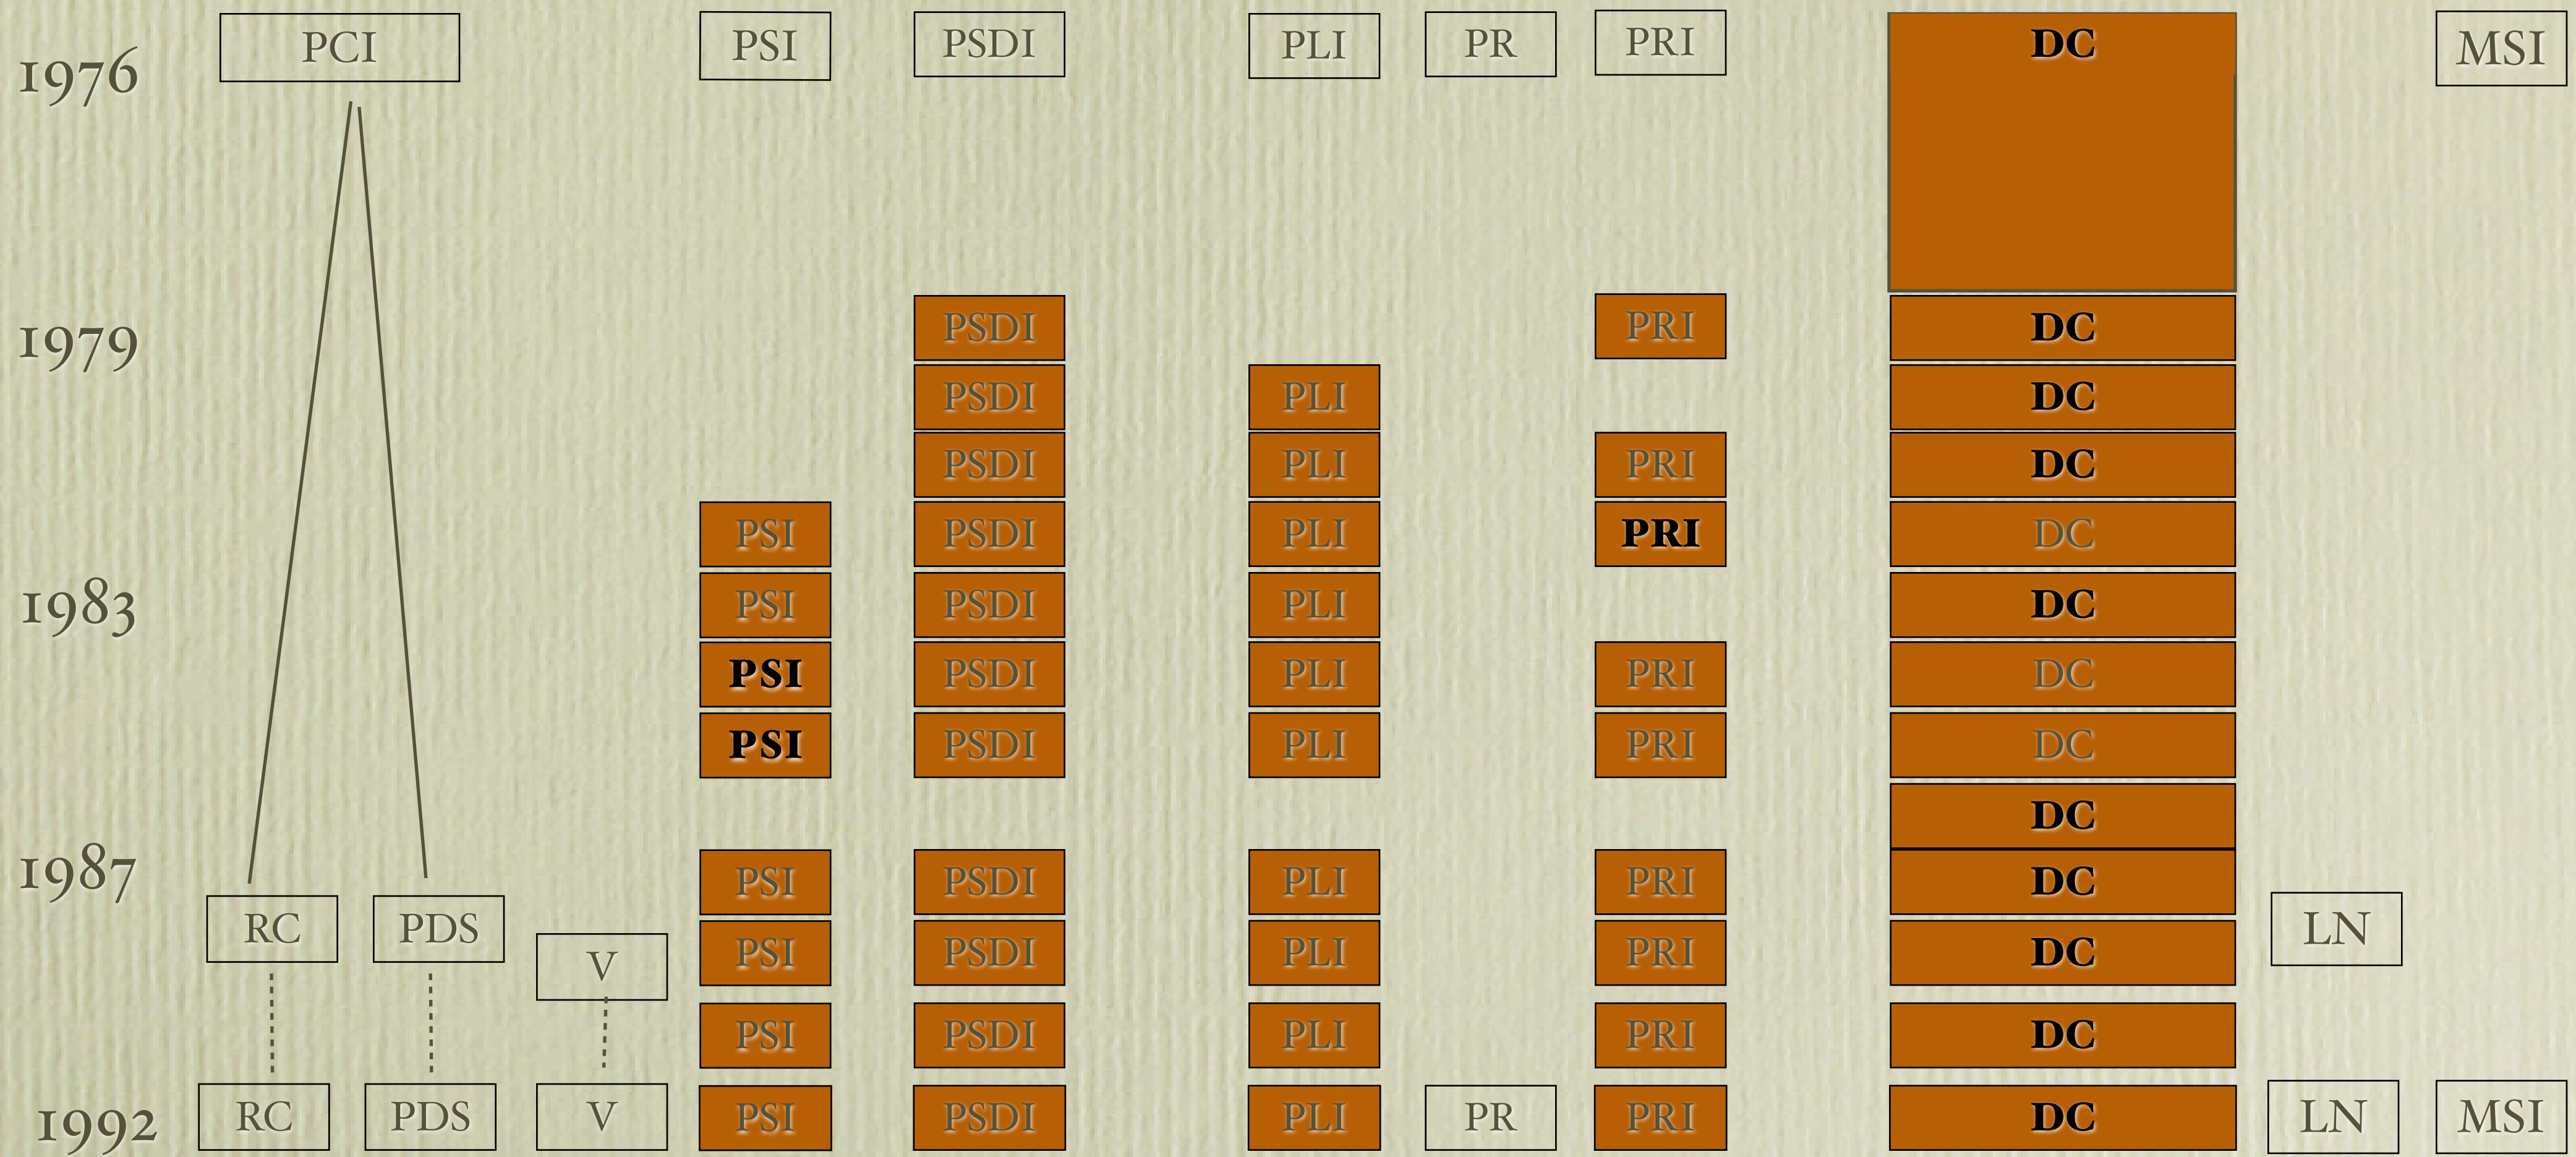 1976 PCI PSI PSDI PLI PR PRI DC MSI
1979 PSDI PRI DC
PSDI PLI DC
PSDI PLI PRI DC
PSI PSDI PLI PRI DC
1983 PSI PSDI PLI DC
PSI PSDI PLI PRI DC
PSI PSDI PLI PRI DC
DC
1987 PSI PSDI PLI PRI DC
RC PDS V PSI PSDI PLI PRI DC LN
PSI PSDI PLI PRI DC
1992 RC PDS V PSI PSDI PLI PR PRI DC LN MSI